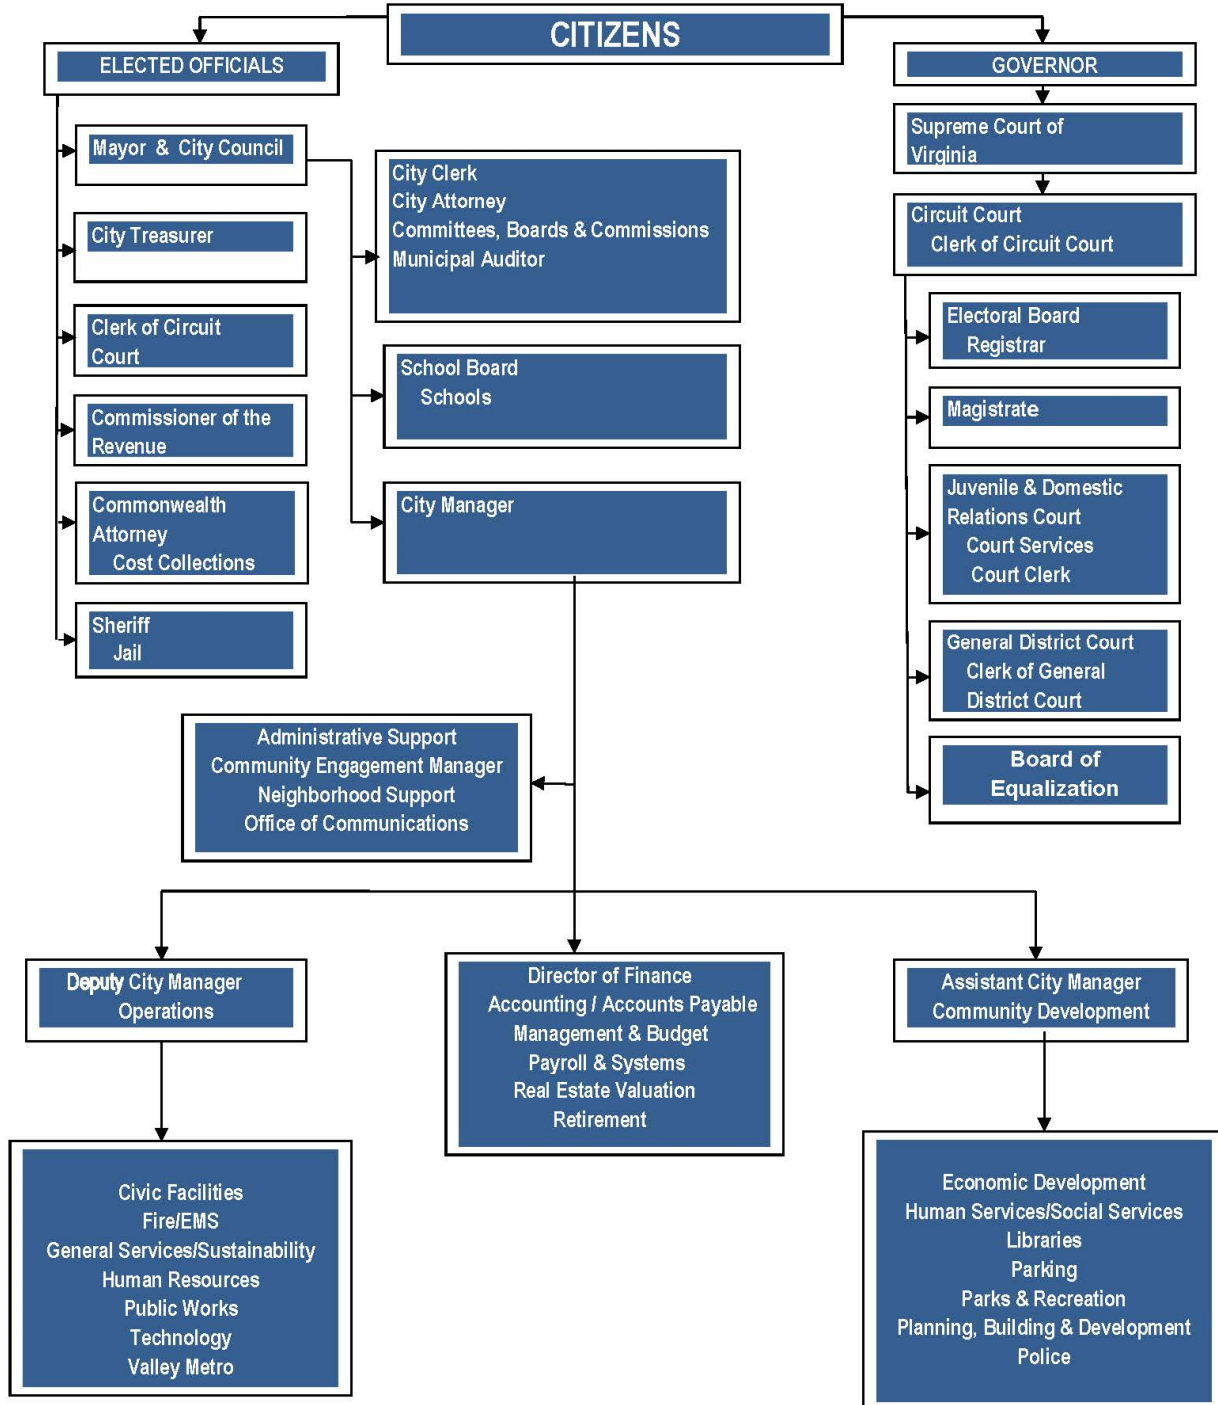 CITIZENS
ELECTED OFFICIALS
GOVERNOR
Mayor & City Council
City Treasurer
Clerk of Circuit
Court
Commissioner of the
Revenue
Commonwealth
Attorney
Cost Collections
Sheriff
Jail
City Clerk
City Attorney
Committees, Boards & Commissions
Municipal Auditor
School Board
Schools
City Manager
Supreme Court of
Virginia
Circuit Court
Clerk of Circuit Court
Electoral Board
Registrar
Magistrate
Juvenile & Domestic
Relations Court
Court Services
Court Clerk
General District Court
Clerk of General
District Court
Board of
Equalization
Administrative Support
Community Engagement Manager
Neighborhood Support
Office of Communications
Deputy City Manager
Operations
Director of Finance
Accounting / Accounts Payable
Management & Budget
Payroll & Systems
Real Estate Valuation
Retirement
Assistant City Manager
Community Development
Civic Facilities
Fire/EMS
General Services/Sustainability
Human Resources
Public Works
Technology
Valley Metro
Economic Development
Human Services/Social Services
Libraries
Parking
Parks & Recreation
Planning, Building & Development
Police